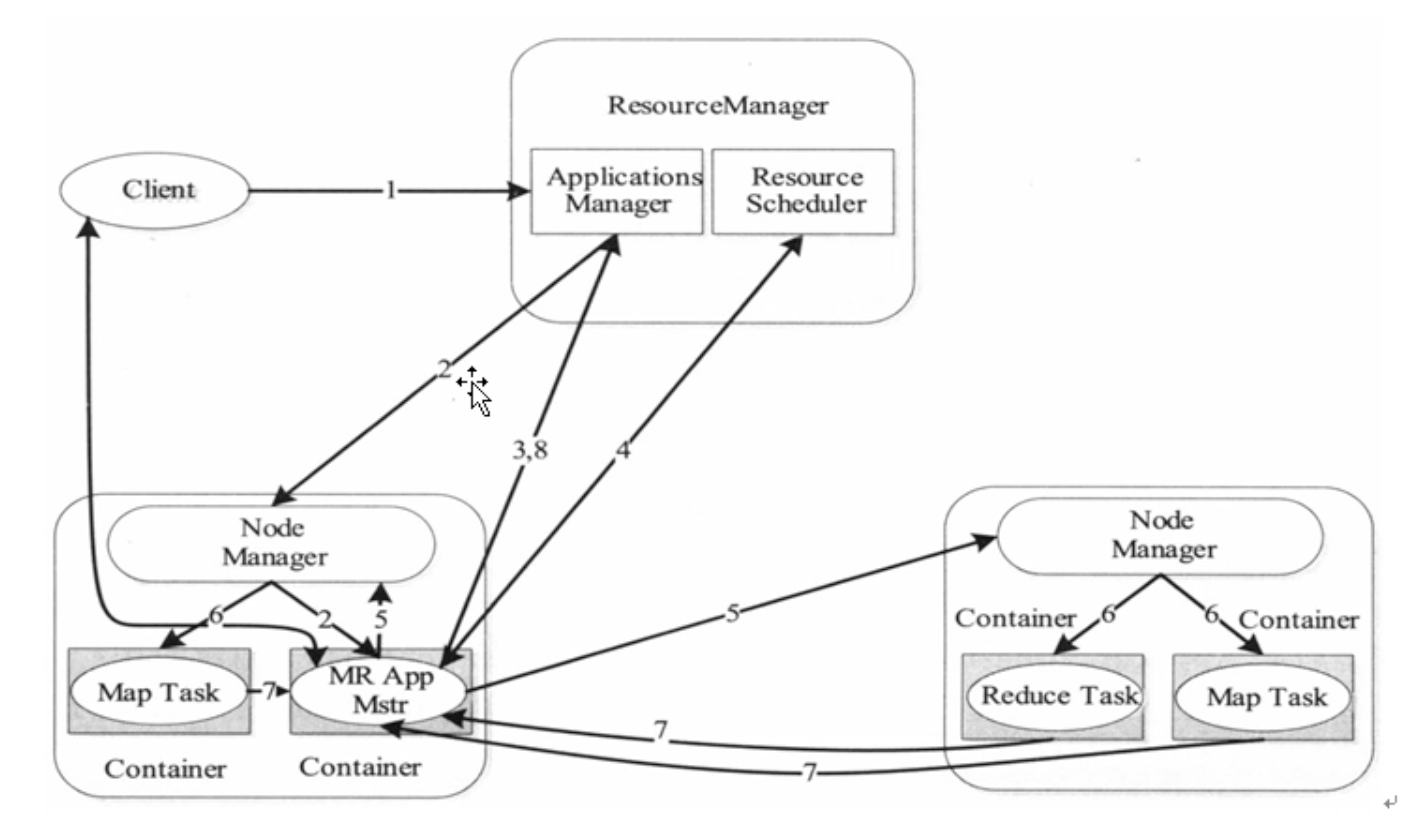 ResourceManager
Client
1
Applications
Manager
Resource
Scheduler
2
3,8
4
Node
Manager
6
2
5
Map Task
7
MR App
Mstr
Container
Container
5
Node
Manager
Container
6
6
Container
Reduce Task
Map Task
7
7